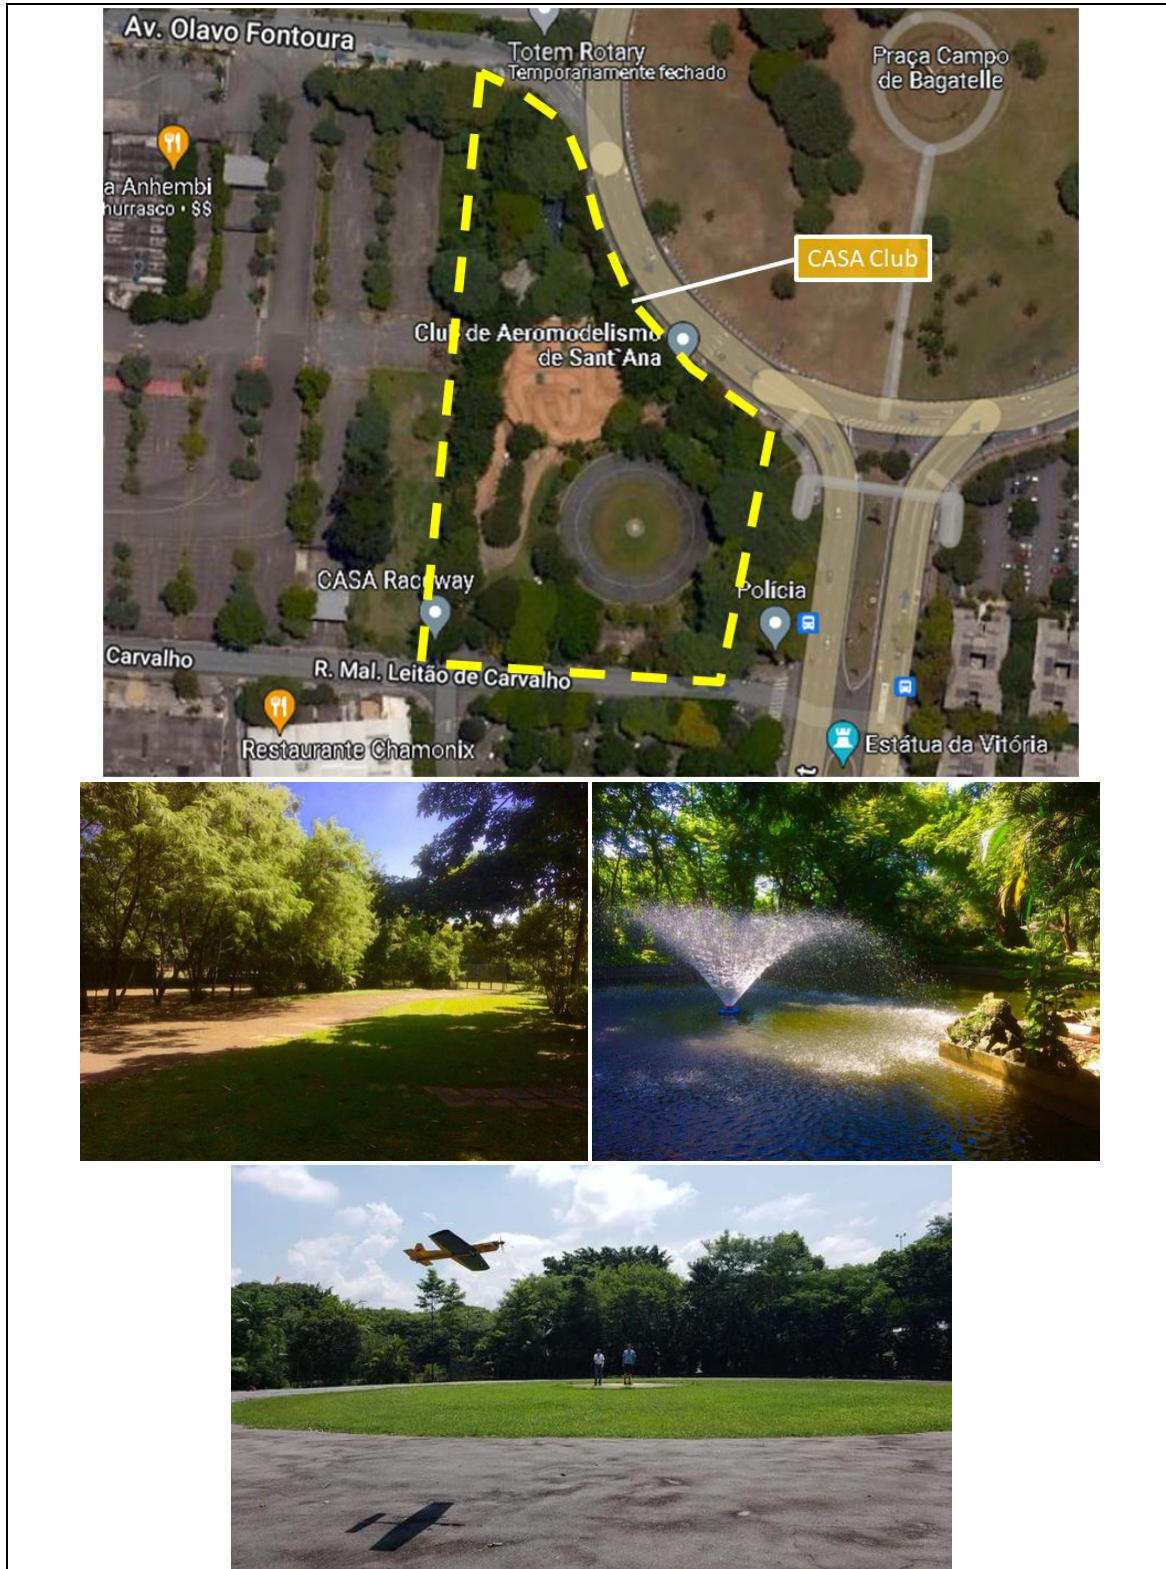 Av. Olavo Fontoura
Totem Rotary
Temporariamente fechado
Praça Campo
de Bagatelle
a Anhembi
hurrasco • $$
CASA Club
Club de Aeromodelismo
de Sant`Ana
CASA Raceway
Polícia
Carvalho
R. Mal. Leitão de Carvalho
Restaurante Chamonix
Estátua da Vitória
t